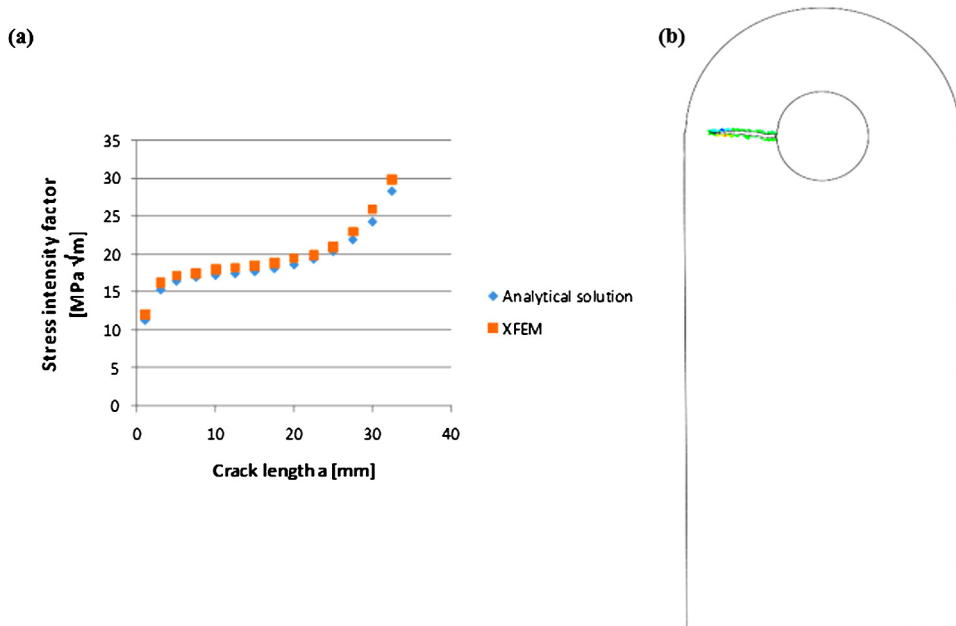 (a)
(b)
Stress intensity factor
[MPa √m]
35
30
25
20
15
10
5
0
0 10 20 30 40
Crack length a [mm]
Analytical solution
XFEM